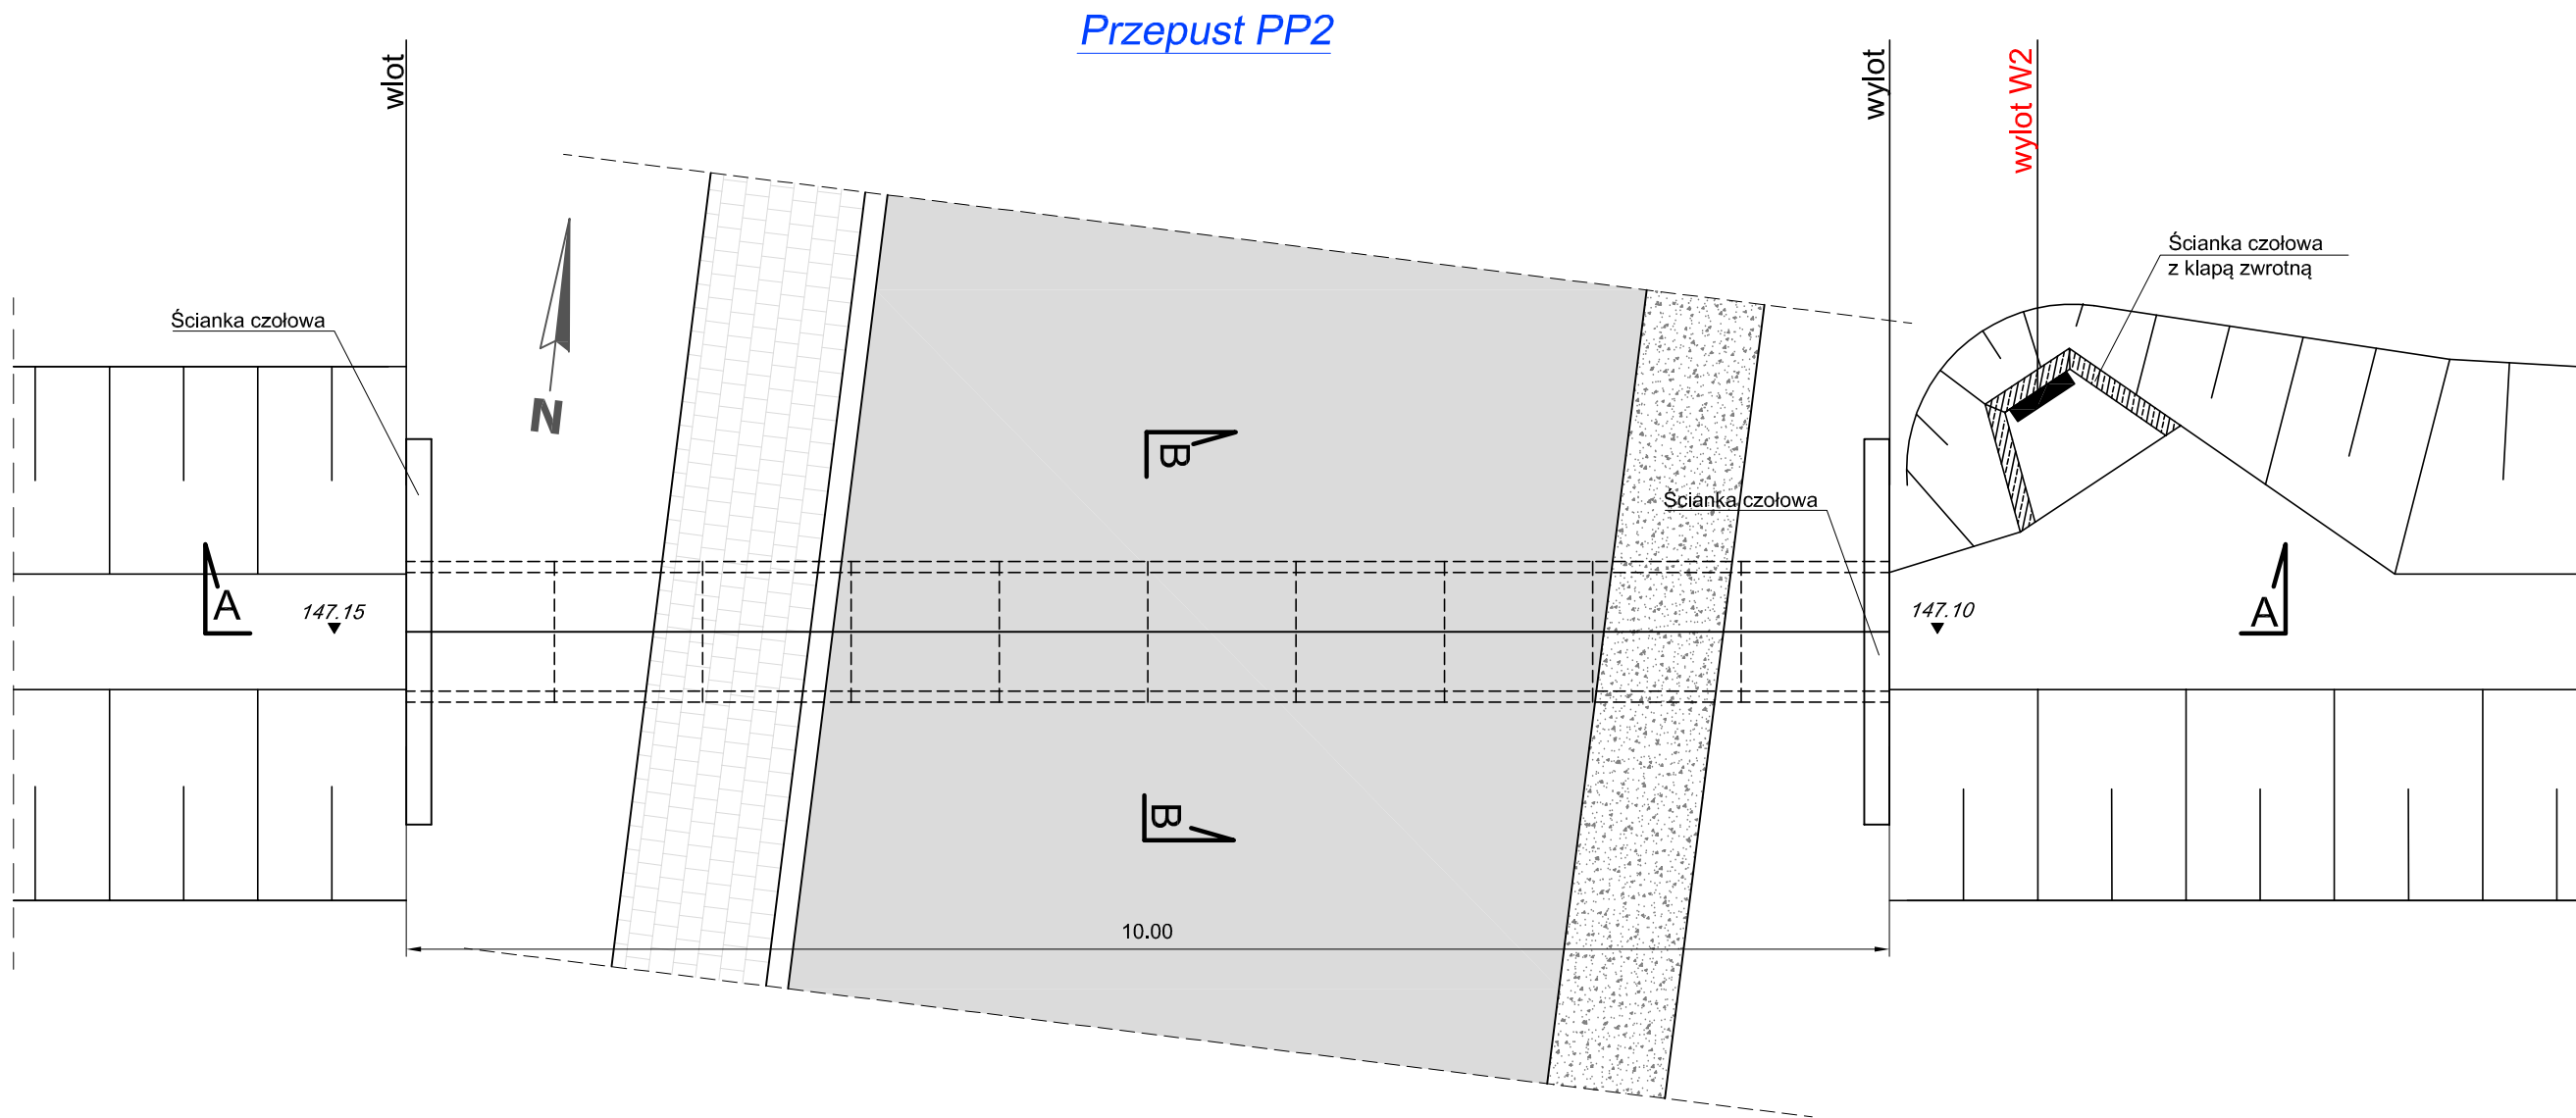 Przepust PP2
wlot
wylot
wylot W2
Ścianka czołowa
z klapą zwrotną
Ścianka czołowa
N
B
Ścianka czołowa
A
147.15
147.10
A
B
10.00